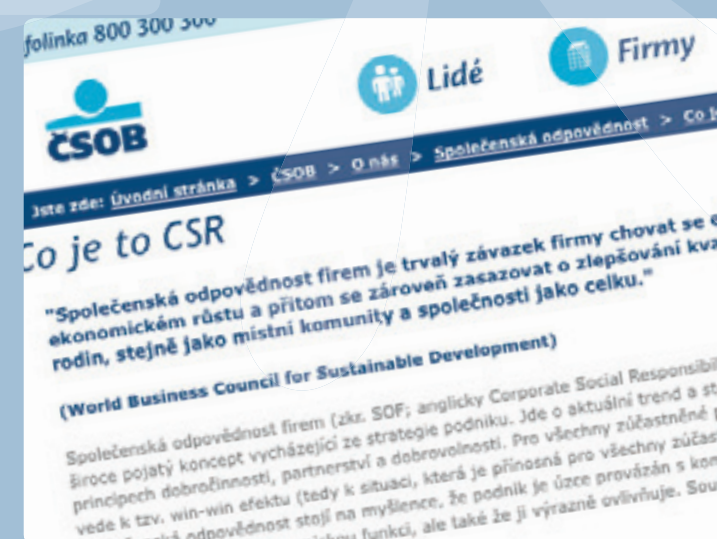 folinka 800 300 300
Lidé
Firmy
ČSOB
Jste zde: Úvodní stránka > ČSOB > O nás > Společenská odpovědnost > Co
Co je to CSR
"Společenská odpovědnost firem je trvalý závazek firmy chovat se
ekonomickém růstu a přitom se zároveň zasazovat o zlepšování
rodin, stejně jako místní komunity a společnosti jako celku."
(World Business Council for Sustainable Development)
Společenská odpovědnost firem (zkr. SOF; anglicky Corporate Social
široce pojatý koncept vycházející ze strategie podniku. Jde o aktuální trend a
principech dobročinnosti, partnerství a dobrovolnosti. Pro všechny zúčastněné
vede k tzv. win-win efektu (tedy k situaci, která je přínosná pro všechny
odpovědnost stojí na myšlence, že podnik je úzce provázán s
funkci, ale také že ji výrazně ovlivňuje.